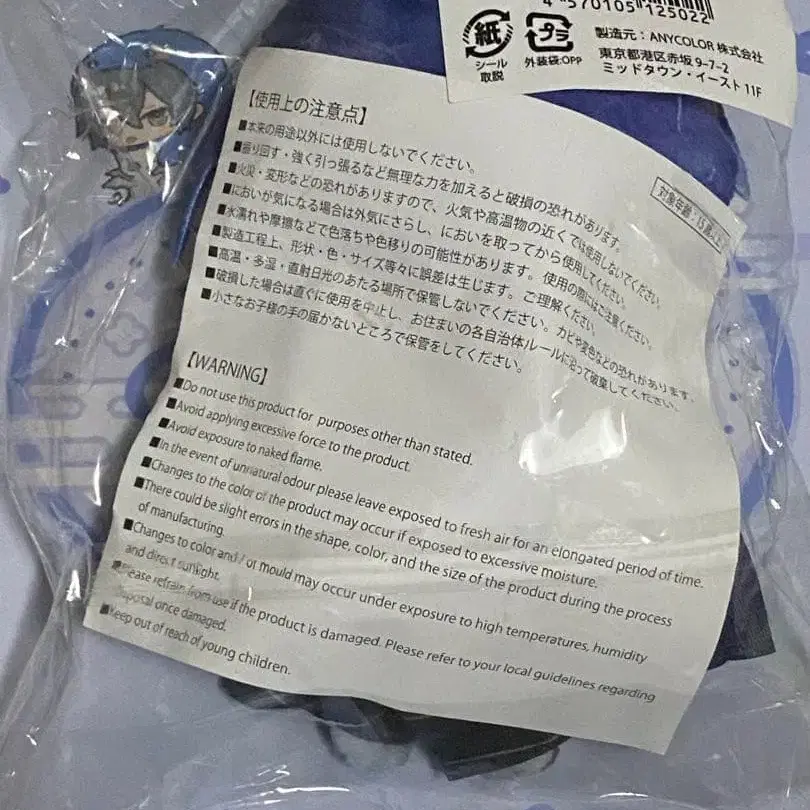 4 570105 125022
紙
シール
取説
プラ
外装袋:OPP
製造元:ANYCOLOR 株式会社
東京都港区赤坂 9-7-2
ミッドタウン・イースト 11F
対象年齢:15歳以上
【使用上の注意点】
■本来の用途以外には使用しないでください。
■振り回す・強く引っ張るなど無理な力を加えると破損の恐れがあります。
■火災・変形などの恐れがありますので、火気や高温物の近くでは使用しないでください。
■においが気になる場合は外気にさらし、においを取ってから使用してください。
■水濡れや摩擦などで色落ちや色移りの可能性があります。使用の際にはご注意ください。
■製造工程上、形状・色・サイズ等々に誤差は生じます。ご理解ください。
■高温・多湿・直射日光のあたる場所で保管しないでください。カビや変色などの恐れがあります。
■破損した場合は直ぐに使用を中止し、お住まいの各自治体ルールに沿って破棄してください。
■小さなお子様の手の届かないところで保管をしてください。
【WARNING】
■Do not use this product for purposes other than stated.
■Avoid applying excessive force to the product.
■Avoid exposure to naked flame.
■In the event of unnatural odour please leave exposed to fresh air for an elongated period of time.
■Changes to the color of the product may occur if exposed to excessive moisture.
■There could be slight errors in the shape, color, and the size of the product during the process
of manufacturing.
■Changes to color and / or mould may occur under exposure to high temperatures, humidity
and direct sunlight.
■Please refrain from use if the product is damaged. Please refer to your local guidelines regarding
disposal once damaged.
■Keep out of reach of young children.